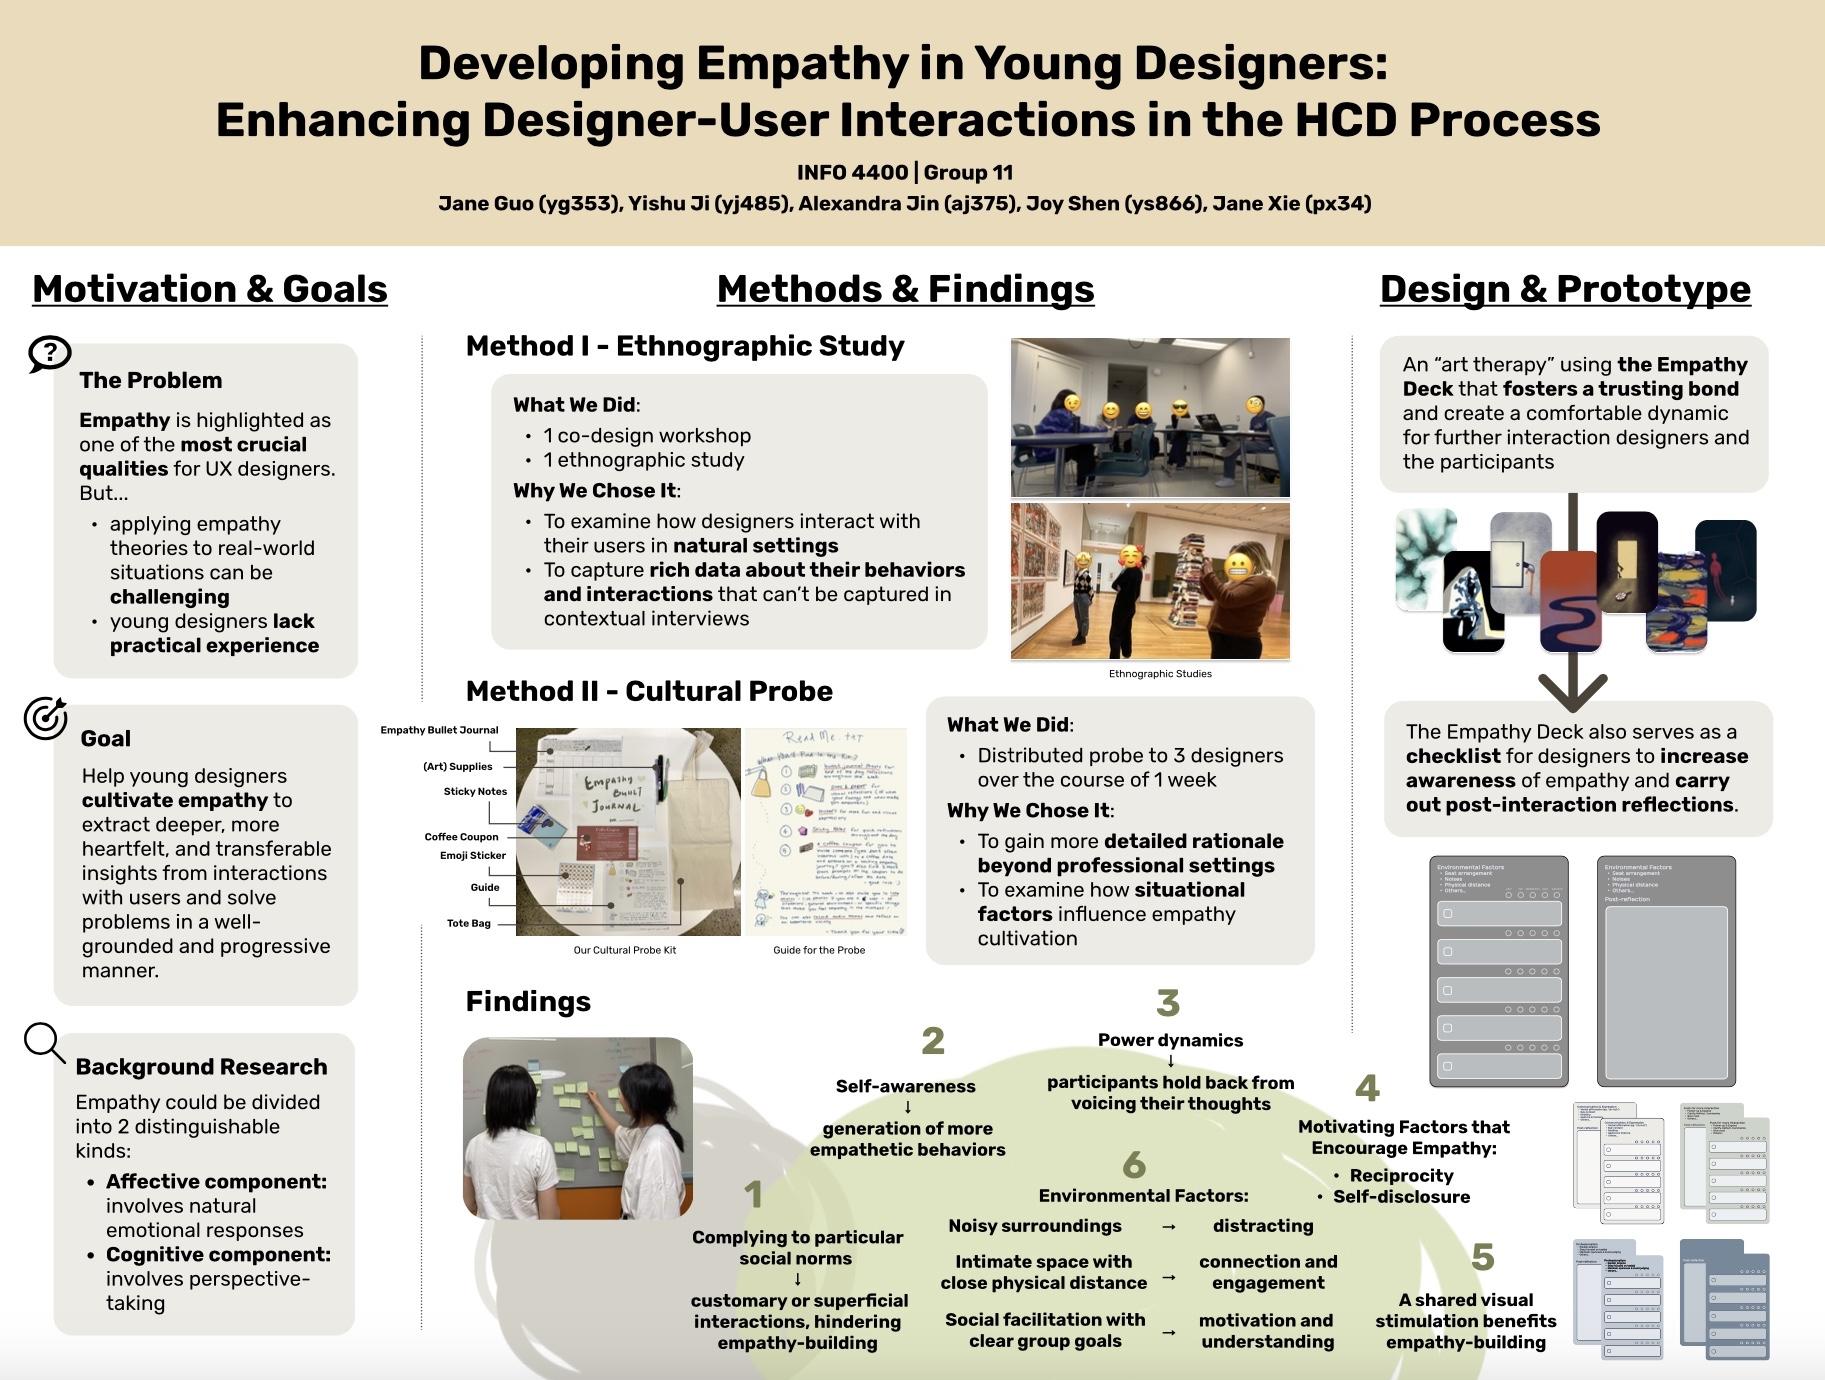 Developing Empathy in Young Designers:
Enhancing Designer-User Interactions in the HCD Process
INFO 4400 | Group 11
Jane Guo (yg353), Yishu Ji (yj485), Alexandra Jin (aj375), Joy Shen (ys866), Jane Xie (px34)
Motivation & Goals
?
The Problem
Empathy is highlighted as
one of the most crucial
qualities for UX designers.
But...
• applying empathy
theories to real-world
situations can be
challenging
• young designers lack
practical experience
Goal
Help young designers
cultivate empathy to
extract deeper, more
heartfelt, and transferable
insights from interactions
with users and solve
problems in a well-
grounded and progressive
manner.
Background Research
Empathy could be divided
into 2 distinguishable
kinds:
• Affective component:
involves natural
emotional responses
• Cognitive component:
involves perspective-
taking
Methods & Findings
Method I - Ethnographic Study
What We Did:
• 1 co-design workshop
• 1 ethnographic study
Why We Chose It:
• To examine how designers interact with
their users in natural settings
• To capture rich data about their behaviors
and interactions that can't be captured in
contextual interviews
Ethnographic Studies
Method II - Cultural Probe
Empathy Bullet Journal
(Art) Supplies
Sticky Notes
Coffee Coupon
Emoji Sticker
Guide
Tote Bag
Empathy
Built
Journal
Our Cultural Probe Kit
Read Me.txt
Guide for the Probe
What We Did:
• Distributed probe to 3 designers
over the course of 1 week
Why We Chose It:
• To gain more detailed rationale
beyond professional settings
• To examine how situational
factors influence empathy
cultivation
Findings
1
Complying to particular
social norms
↓
customary or superficial
interactions, hindering
empathy-building
2
Self-awareness
↓
generation of more
empathetic behaviors
3
Power dynamics
↓
participants hold back from
voicing their thoughts
4
Motivating Factors that
Encourage Empathy:
• Reciprocity
• Self-disclosure
5
A shared visual
stimulation benefits
empathy-building
6
Environmental Factors:
Noisy surroundings → distracting
Intimate space with
close physical distance → connection and
engagement
Social facilitation with
clear group goals → motivation and
understanding
Design & Prototype
An “art therapy” using the Empathy
Deck that fosters a trusting bond
and create a comfortable dynamic
for further interaction designers and
the participants
The Empathy Deck also serves as a
checklist for designers to increase
awareness of empathy and carry
out post-interaction reflections.
Environmental Factors
• Seat arrangement
• Noises
• Physical distance
• Others...
Environmental Factors
• Seat arrangement
• Noises
• Physical distance
• Others...
Post-reflection